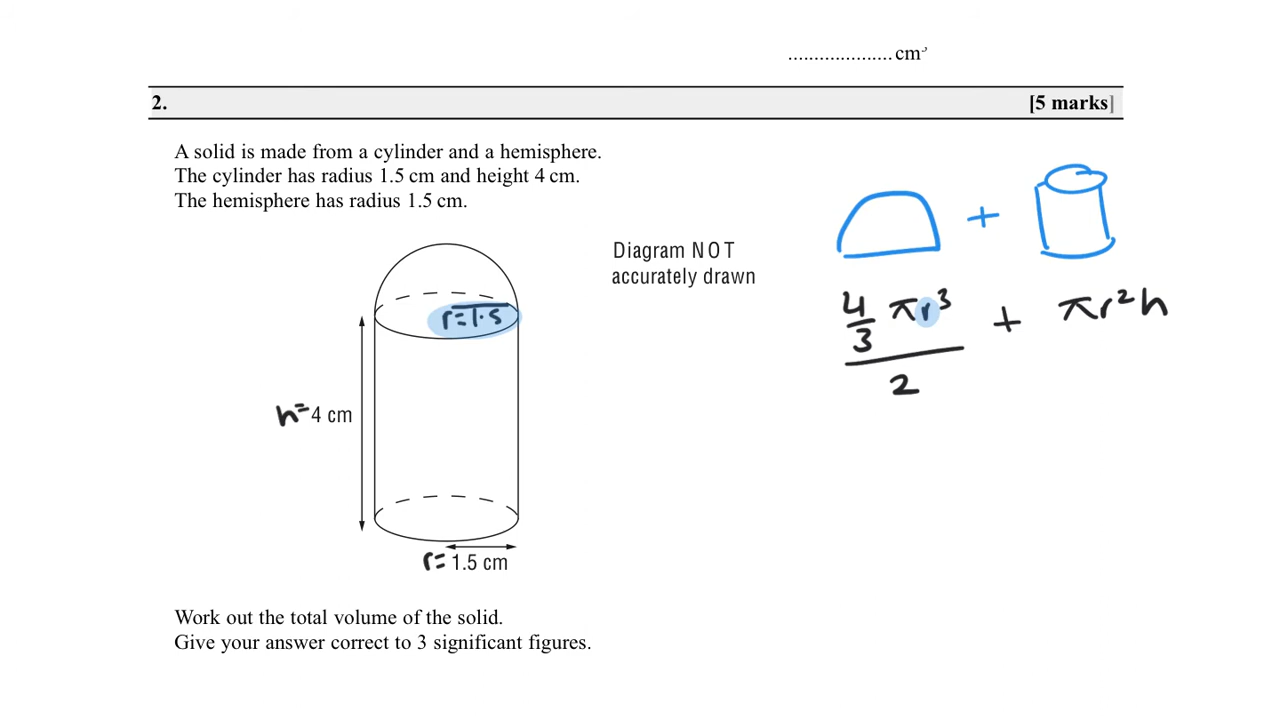 .................... cm³
2. [5 marks]
A solid is made from a cylinder and a hemisphere.
The cylinder has radius 1.5 cm and height 4 cm.
The hemisphere has radius 1.5 cm.
Diagram NOT
accurately drawn
r=1.5
h=4 cm
r=1.5 cm
+
4/3 πr³
2
+ πr²h
Work out the total volume of the solid.
Give your answer correct to 3 significant figures.